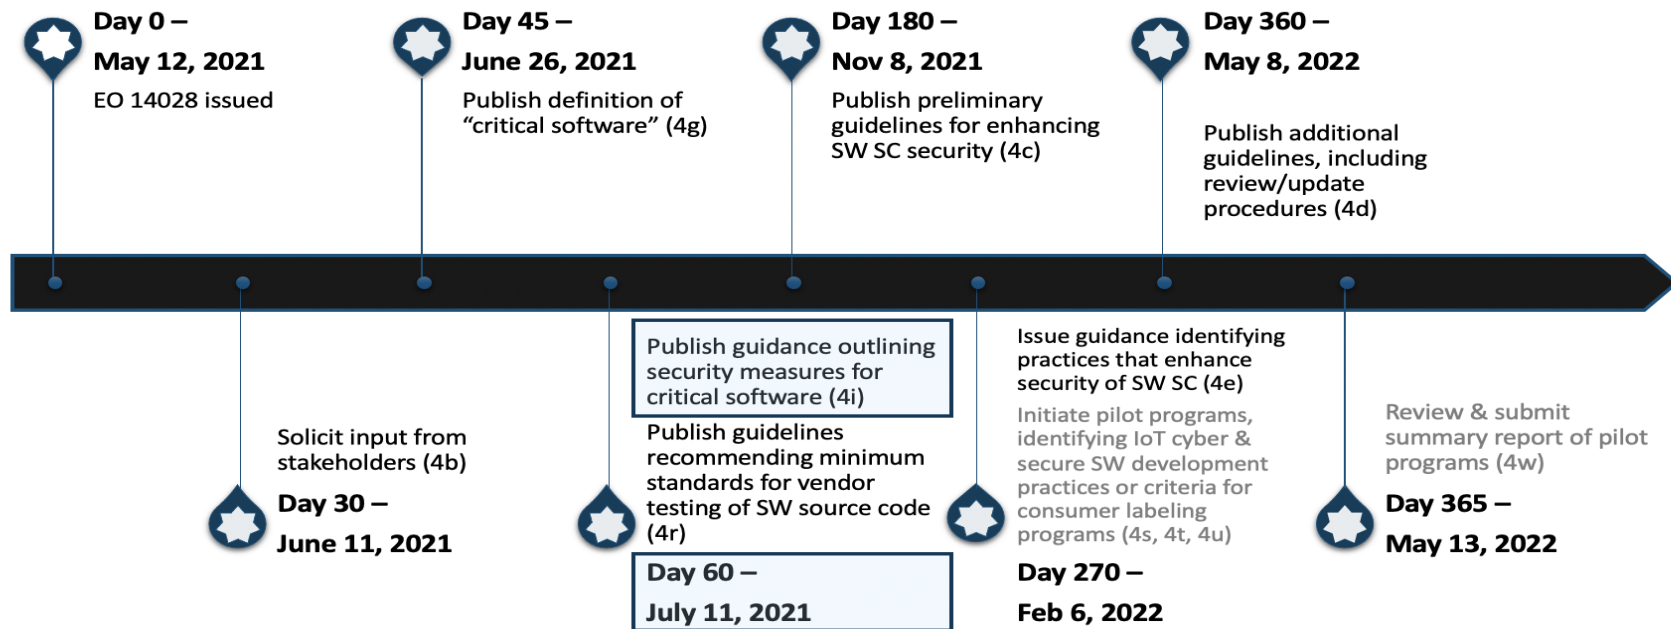 Day 0 –
May 12, 2021
EO 14028 issued
Day 45 –
June 26, 2021
Publish definition of
“critical software” (4g)
Day 180 –
Nov 8, 2021
Publish preliminary
guidelines for enhancing
SW SC security (4c)
Day 360 –
May 8, 2022
Publish additional
guidelines, including
review/update
procedures (4d)
Solicit input from
stakeholders (4b)
Day 30 –
June 11, 2021
Publish guidance outlining
security measures for
critical software (4i)
Publish guidelines
recommending minimum
standards for vendor
testing of SW source code
(4r)
Day 60 –
July 11, 2021
Issue guidance identifying
practices that enhance
security of SW SC (4e)
Initiate pilot programs,
identifying IoT cyber &
secure SW development
practices or criteria for
consumer labeling
programs (4s, 4t, 4u)
Day 270 –
Feb 6, 2022
Review & submit
summary report of pilot
programs (4w)
Day 365 –
May 13, 2022